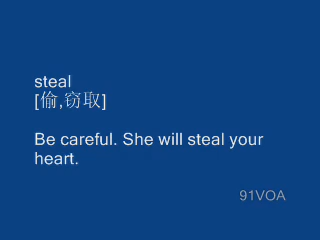 steal
[偷,窃取]
Be careful. She will steal your
heart.
91VOA